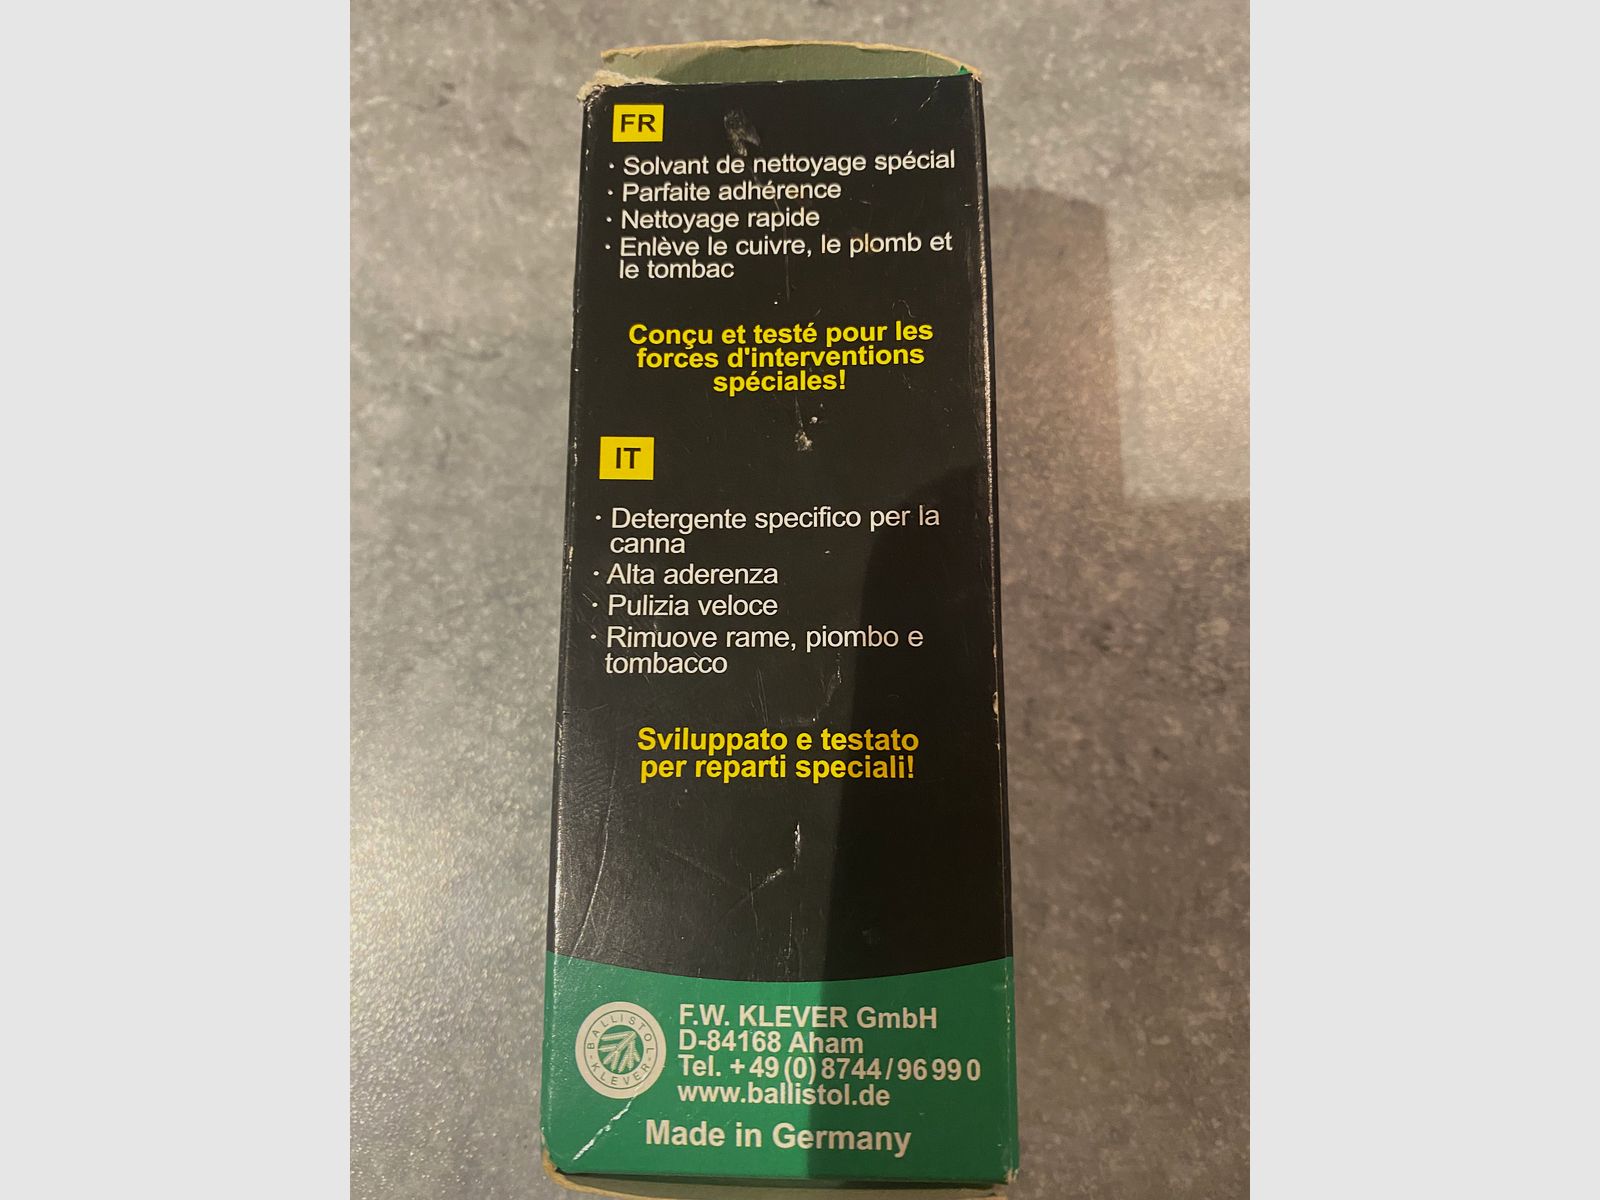 FR
· Solvant de nettoyage spécial
· Parfaite adhérence
· Nettoyage rapide
· Enlève le cuivre, le plomb et
le tombac
Conçu et testé pour les
forces d'interventions
spéciales!
IT
· Detergente specifico per la
canna
· Alta aderenza
· Pulizia veloce
· Rimuove rame, piombo e
tombacco
Sviluppato e testato
per reparti speciali!
BALLISTOL
KLEVER
F.W. KLEVER GmbH
D-84168 Aham
Tel. +49(0)8744/96990
www.ballistol.de
Made in Germany